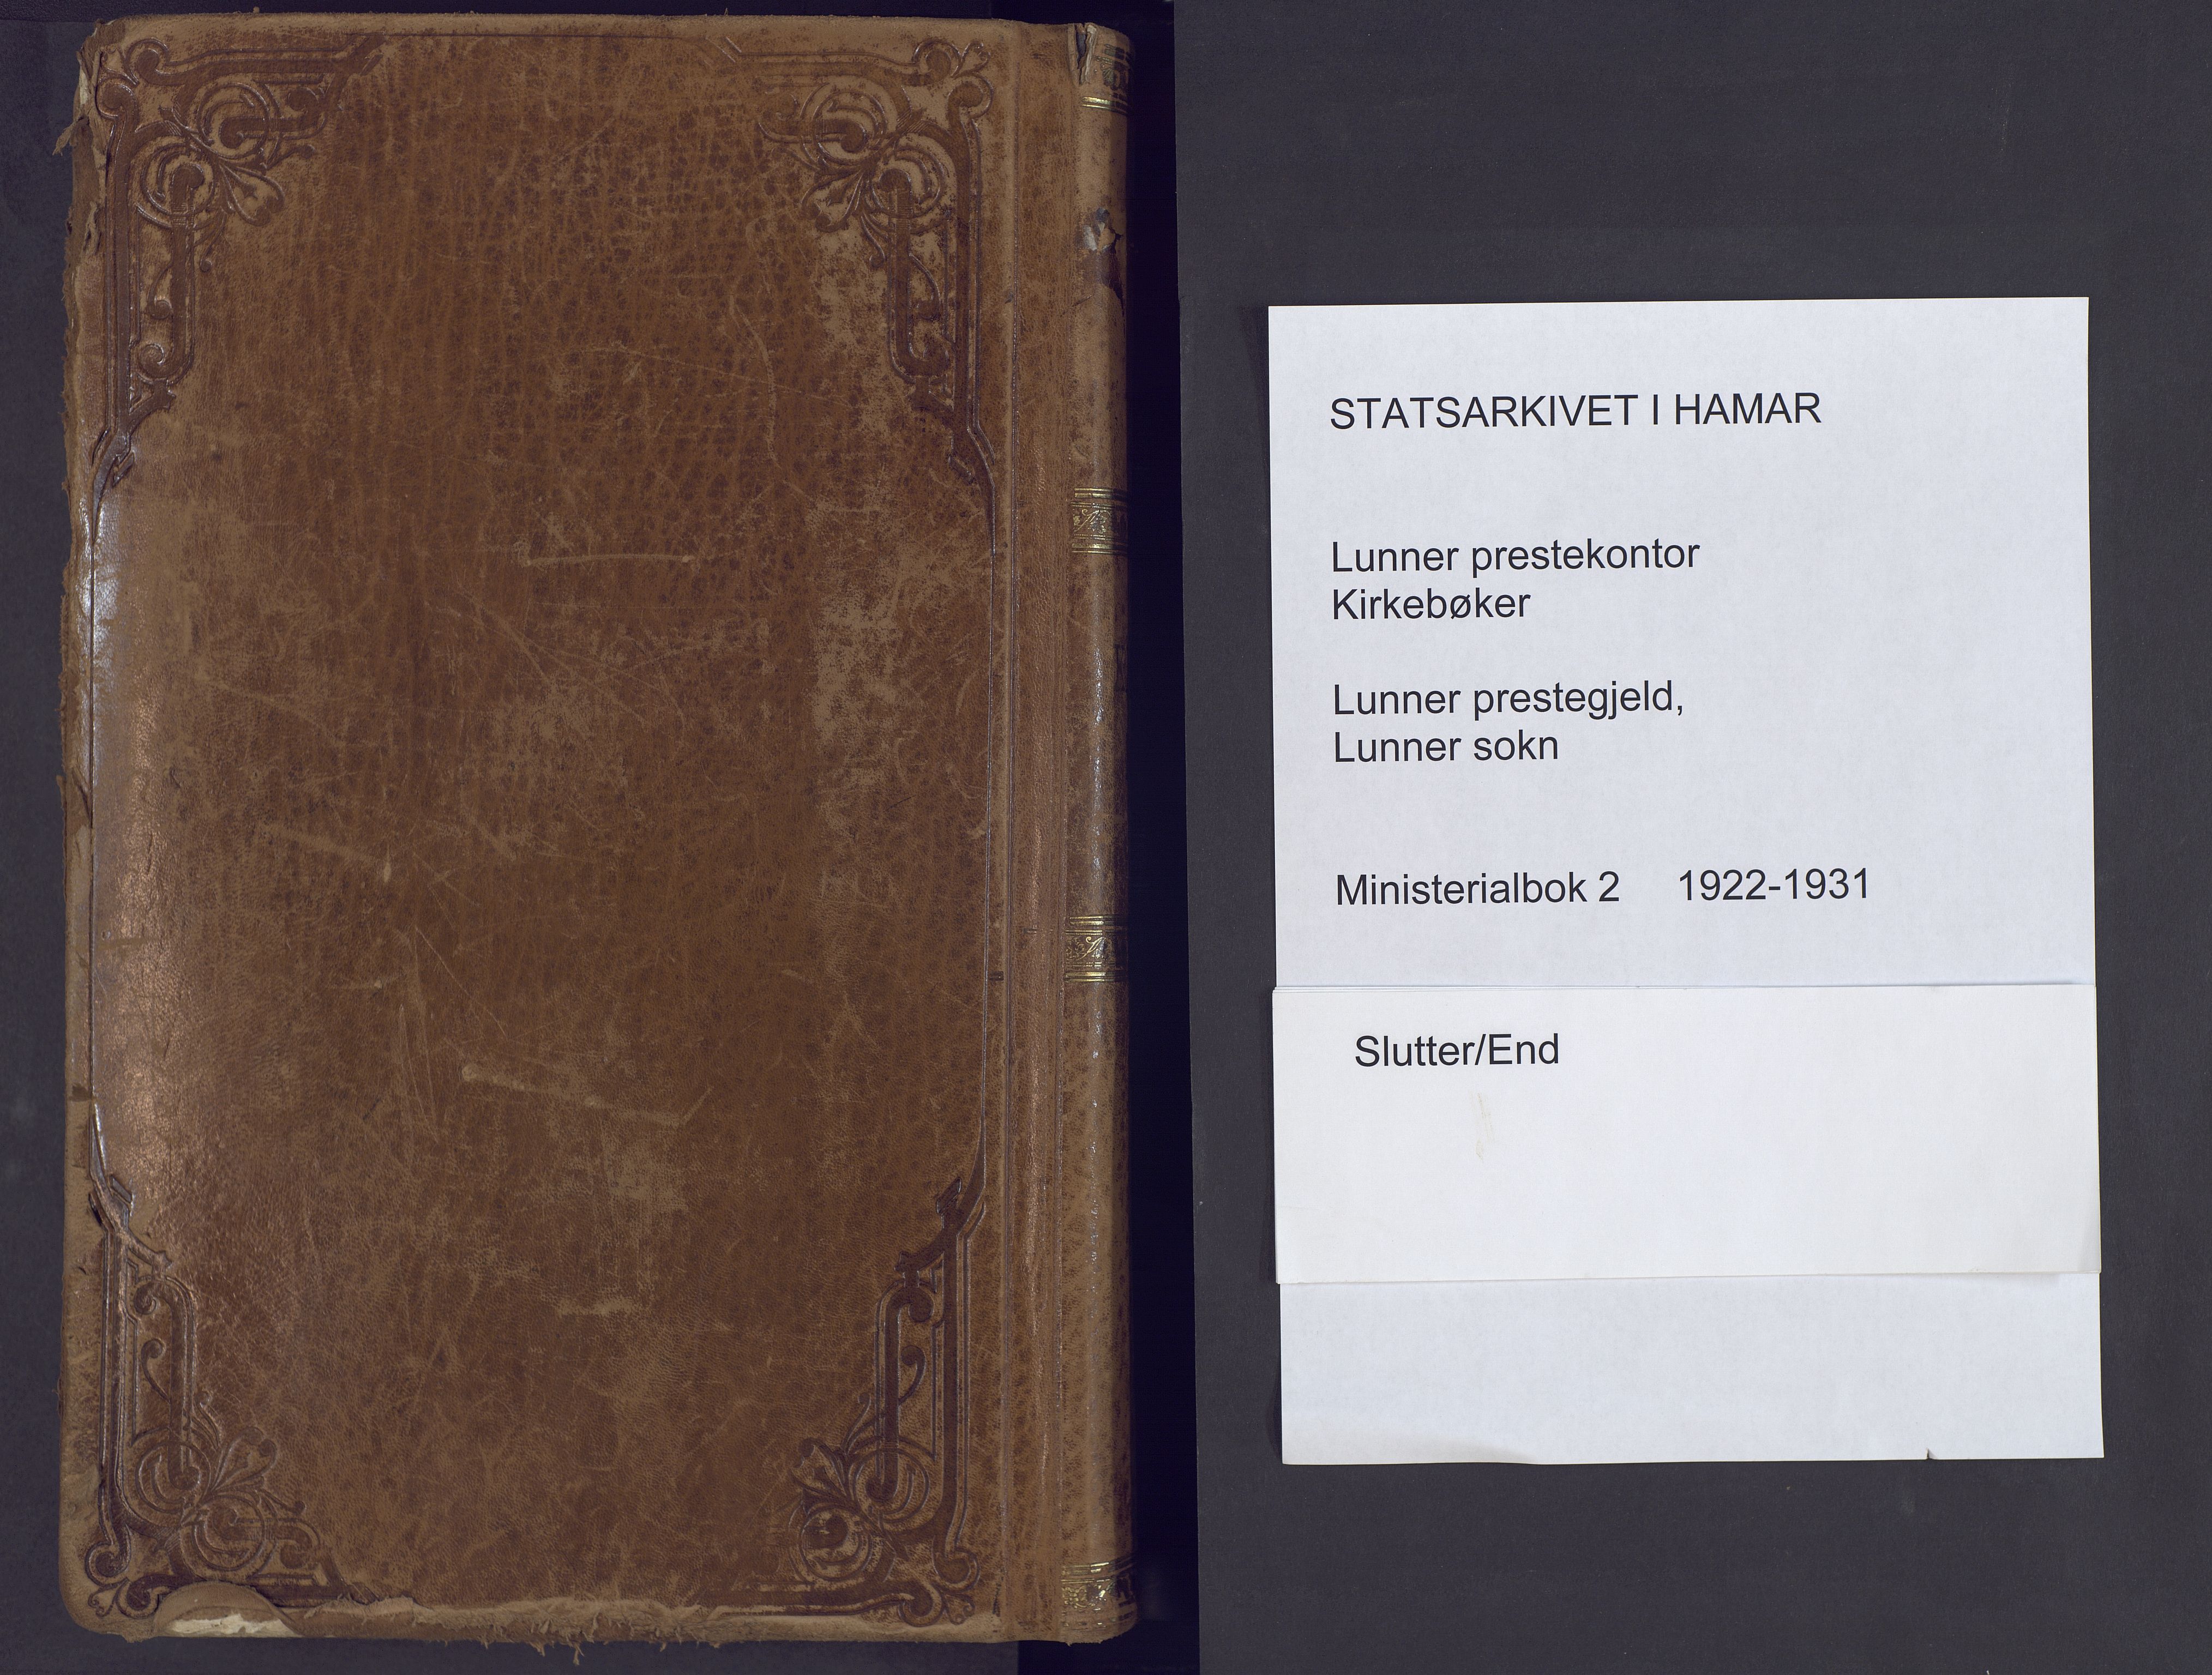 STATSARKIVET I HAMAR
Lunner prestekontor
Kirkebøker
Lunner prestegjeld,
Lunner sokn
Ministerialbok 2 1922-1931
Slutter/End